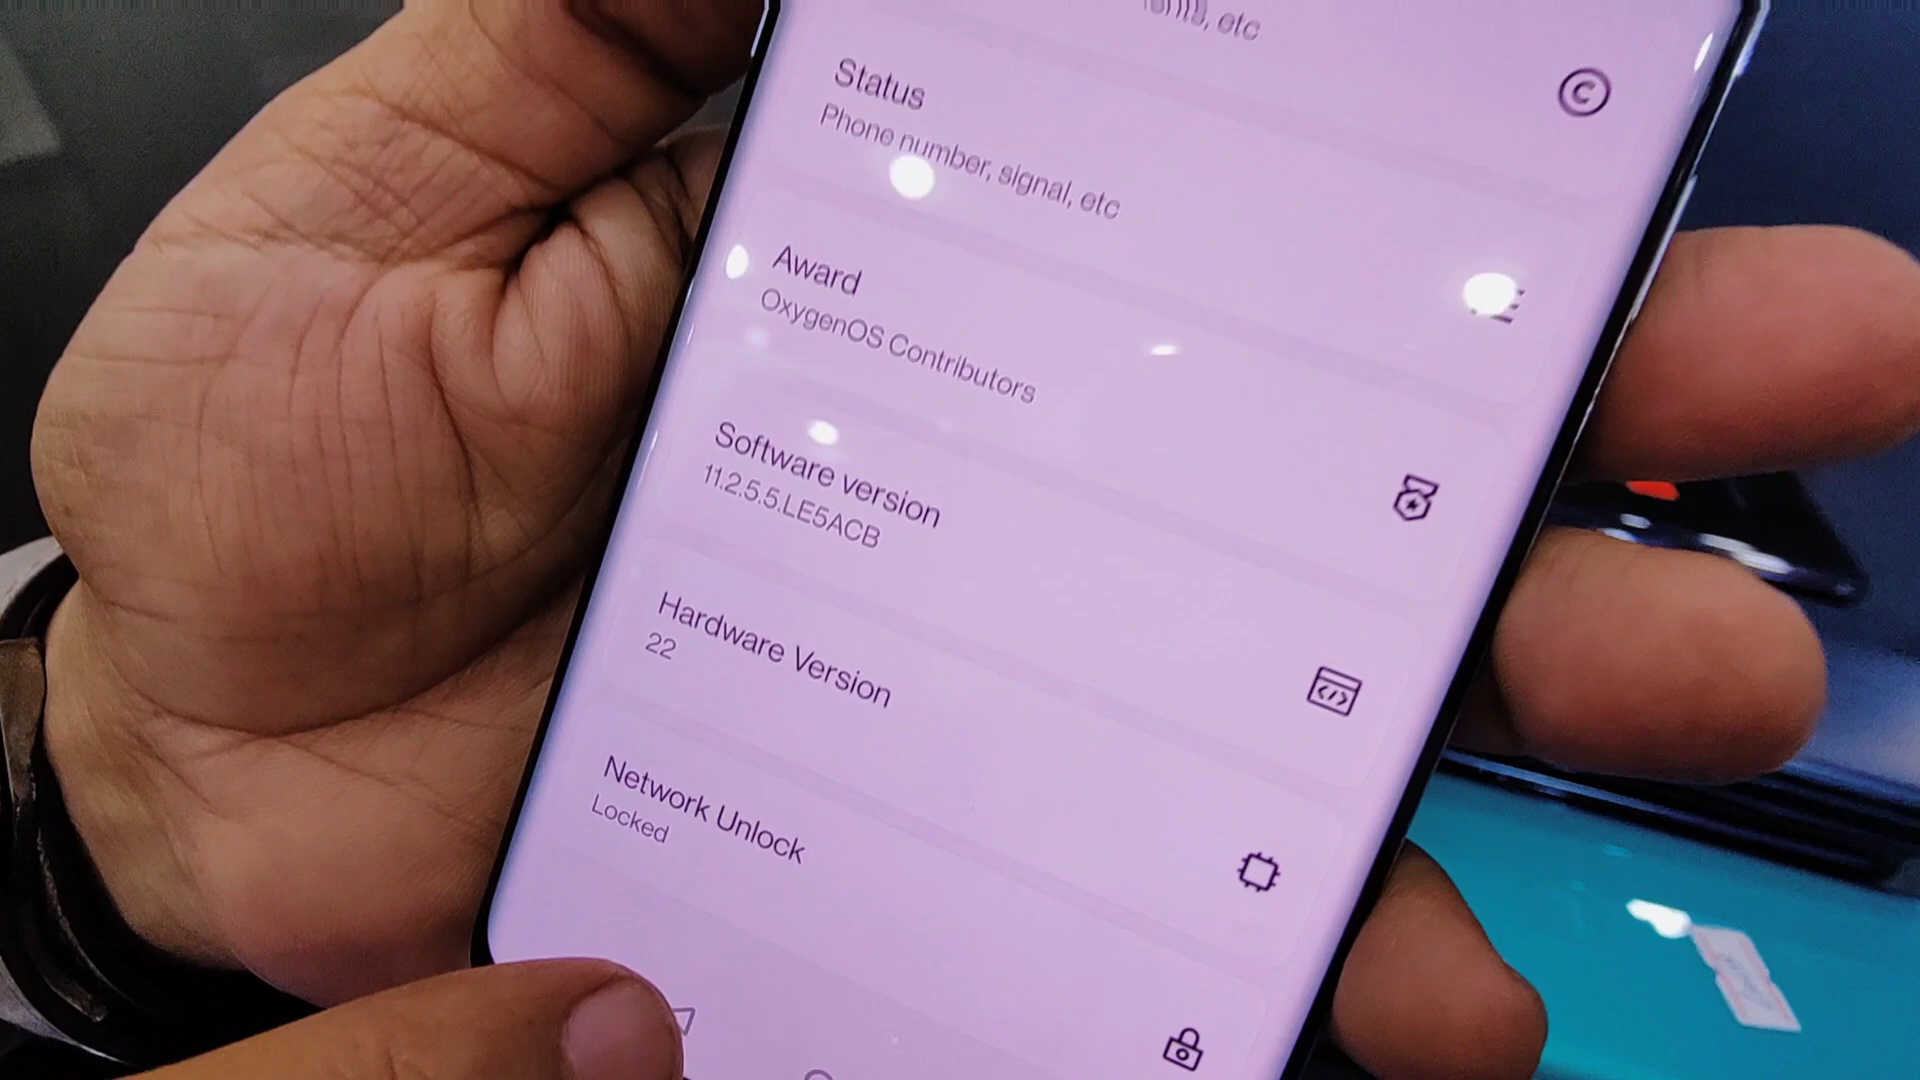 etc
Status
Phone number, signal, etc
Award
OxygenOS Contributors
Software version
11.2.5.5.LE5ACB
Hardware Version
22
Network Unlock
Locked